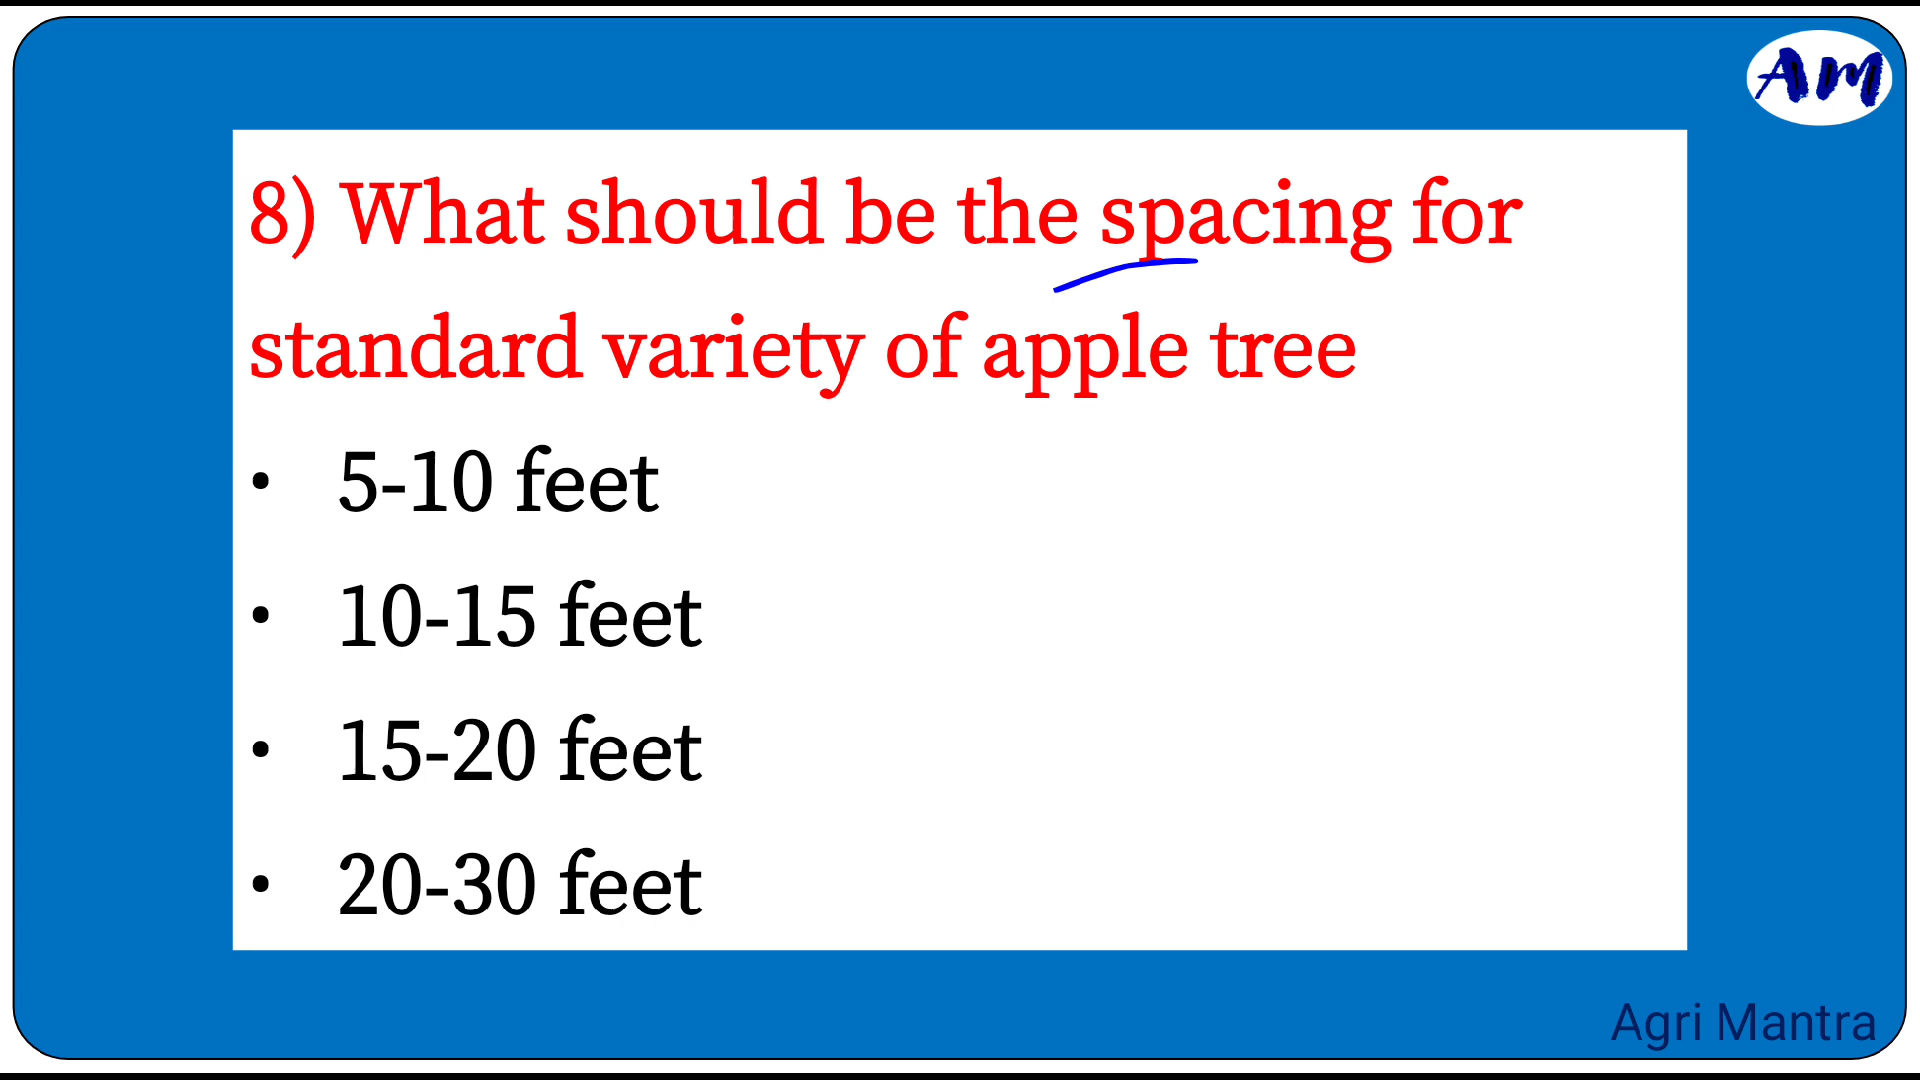 AM
8) What should be the spacing for
standard variety of apple tree
• 5-10 feet
• 10-15 feet
• 15-20 feet
• 20-30 feet
Agri Mantra